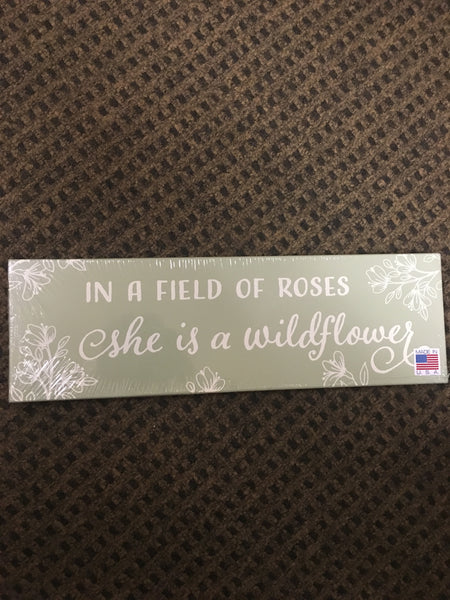 IN A FIELD OF ROSES
she is a wildflower
MADE IN
U.S.A.